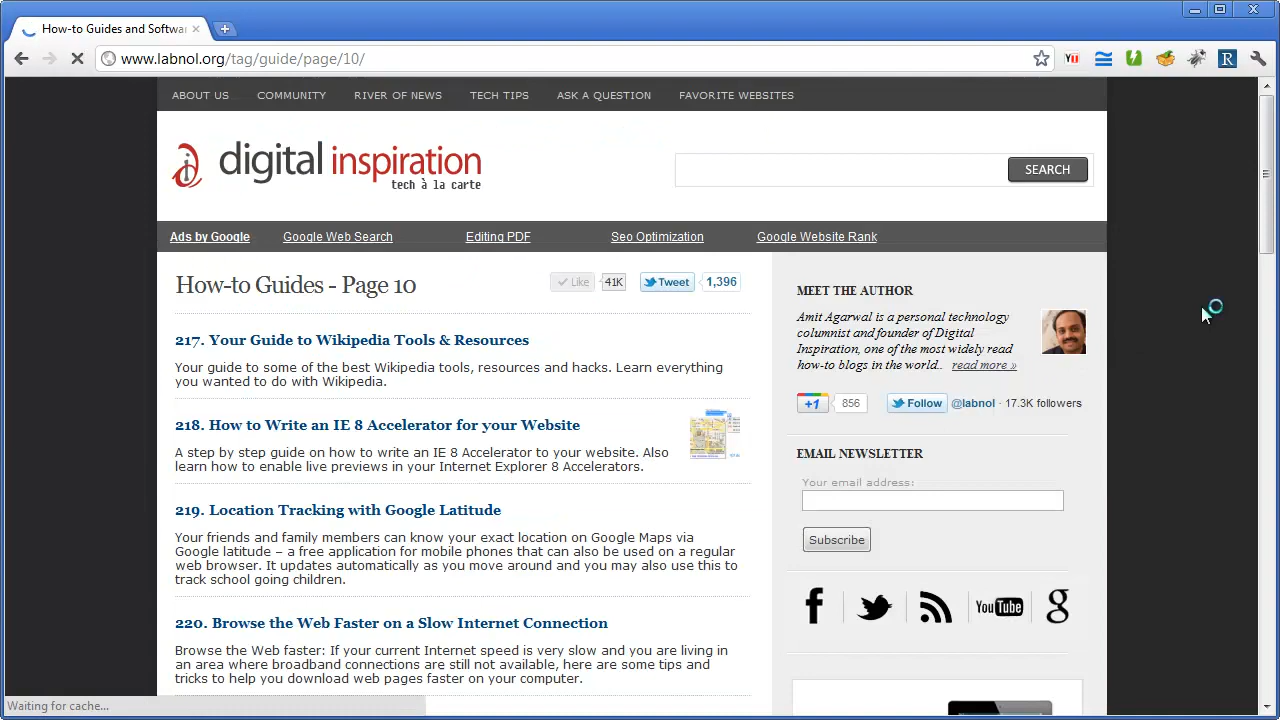 How-to Guides and Softwar
www.labnol.org/tag/guide/page/10/
ABOUT US COMMUNITY RIVER OF NEWS TECH TIPS ASK A QUESTION FAVORITE WEBSITES
digital inspiration
tech à la carte
SEARCH
Ads by Google Google Web Search Editing PDF Seo Optimization Google Website Rank
How-to Guides - Page 10
Like 41K Tweet 1,396
217. Your Guide to Wikipedia Tools & Resources
Your guide to some of the best Wikipedia tools, resources and hacks. Learn everything
you wanted to do with Wikipedia.
218. How to Write an IE 8 Accelerator for your Website
A step by step guide on how to write an IE 8 Accelerator to your website. Also
learn how to enable live previews in your Internet Explorer 8 Accelerators.
219. Location Tracking with Google Latitude
Your friends and family members can know your exact location on Google Maps via
Google latitude – a free application for mobile phones that can also be used on a regular
web browser. It updates automatically as you move around and you may also use this to
track school going children.
220. Browse the Web Faster on a Slow Internet Connection
Browse the Web faster: If your current Internet speed is very slow and you are living in
an area where broadband connections are still not available, here are some tips and
tricks to help you download web pages faster on your computer.
MEET THE AUTHOR
Amit Agarwal is a personal technology
columnist and founder of Digital
Inspiration, one of the most widely read
how-to blogs in the world.. read more »
+1 856 Follow @labnol · 17.3K followers
EMAIL NEWSLETTER
Your email address:
Subscribe
f You Tube g
Waiting for cache...